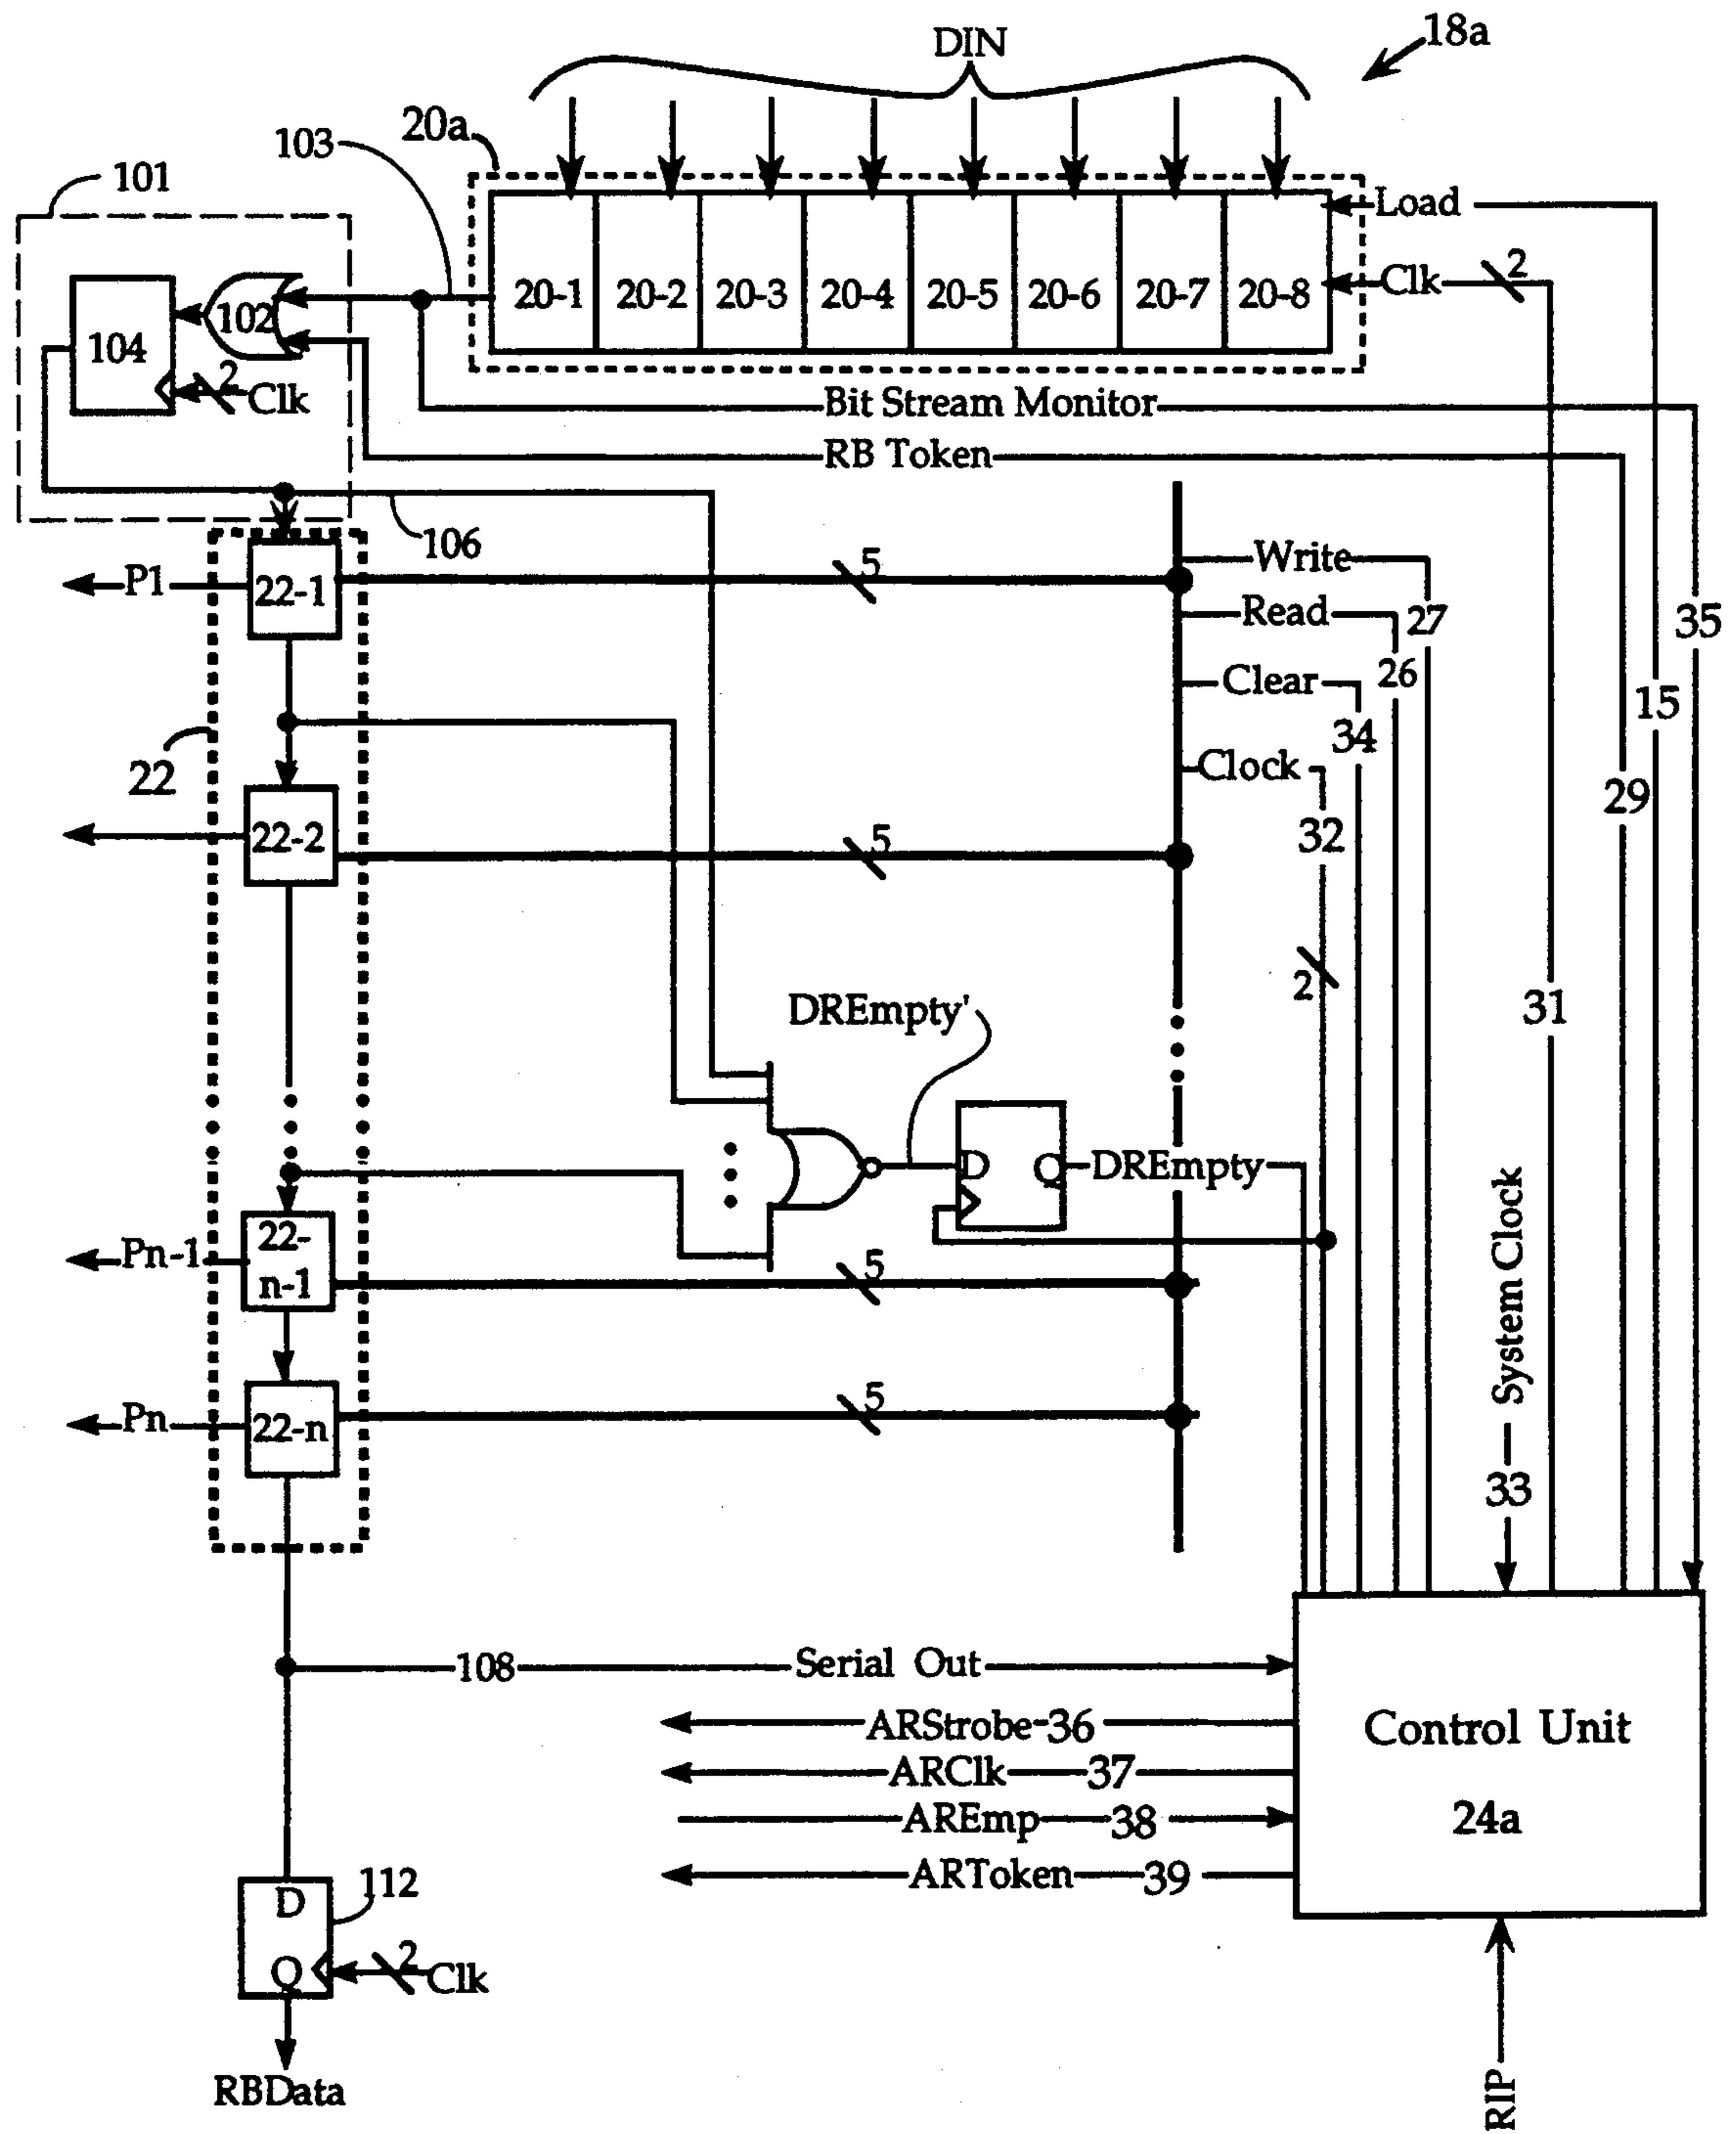 18a
DIN
20a
103
101
Load
20-1 20-2 20-3 20-4 20-5 20-6 20-7 20-8
Clk 2
102
104
2 Clk
Bit Stream Monitor
RB Token
106
Write
P1
22-1
5
Read
27
35
26
Clear
15
34
22
Clock
29
22-2
5
32
2
DREmpty'
31
D Q
DREmpty
System Clock
Pn-1
22-
n-1
5
Pn
22-n
5
33
108
Serial Out
ARStrobe-36
Control Unit
ARClk 37
AREmp 38
24a
ARToken 39
112
D
Q
2
Clk
RBData
RIP